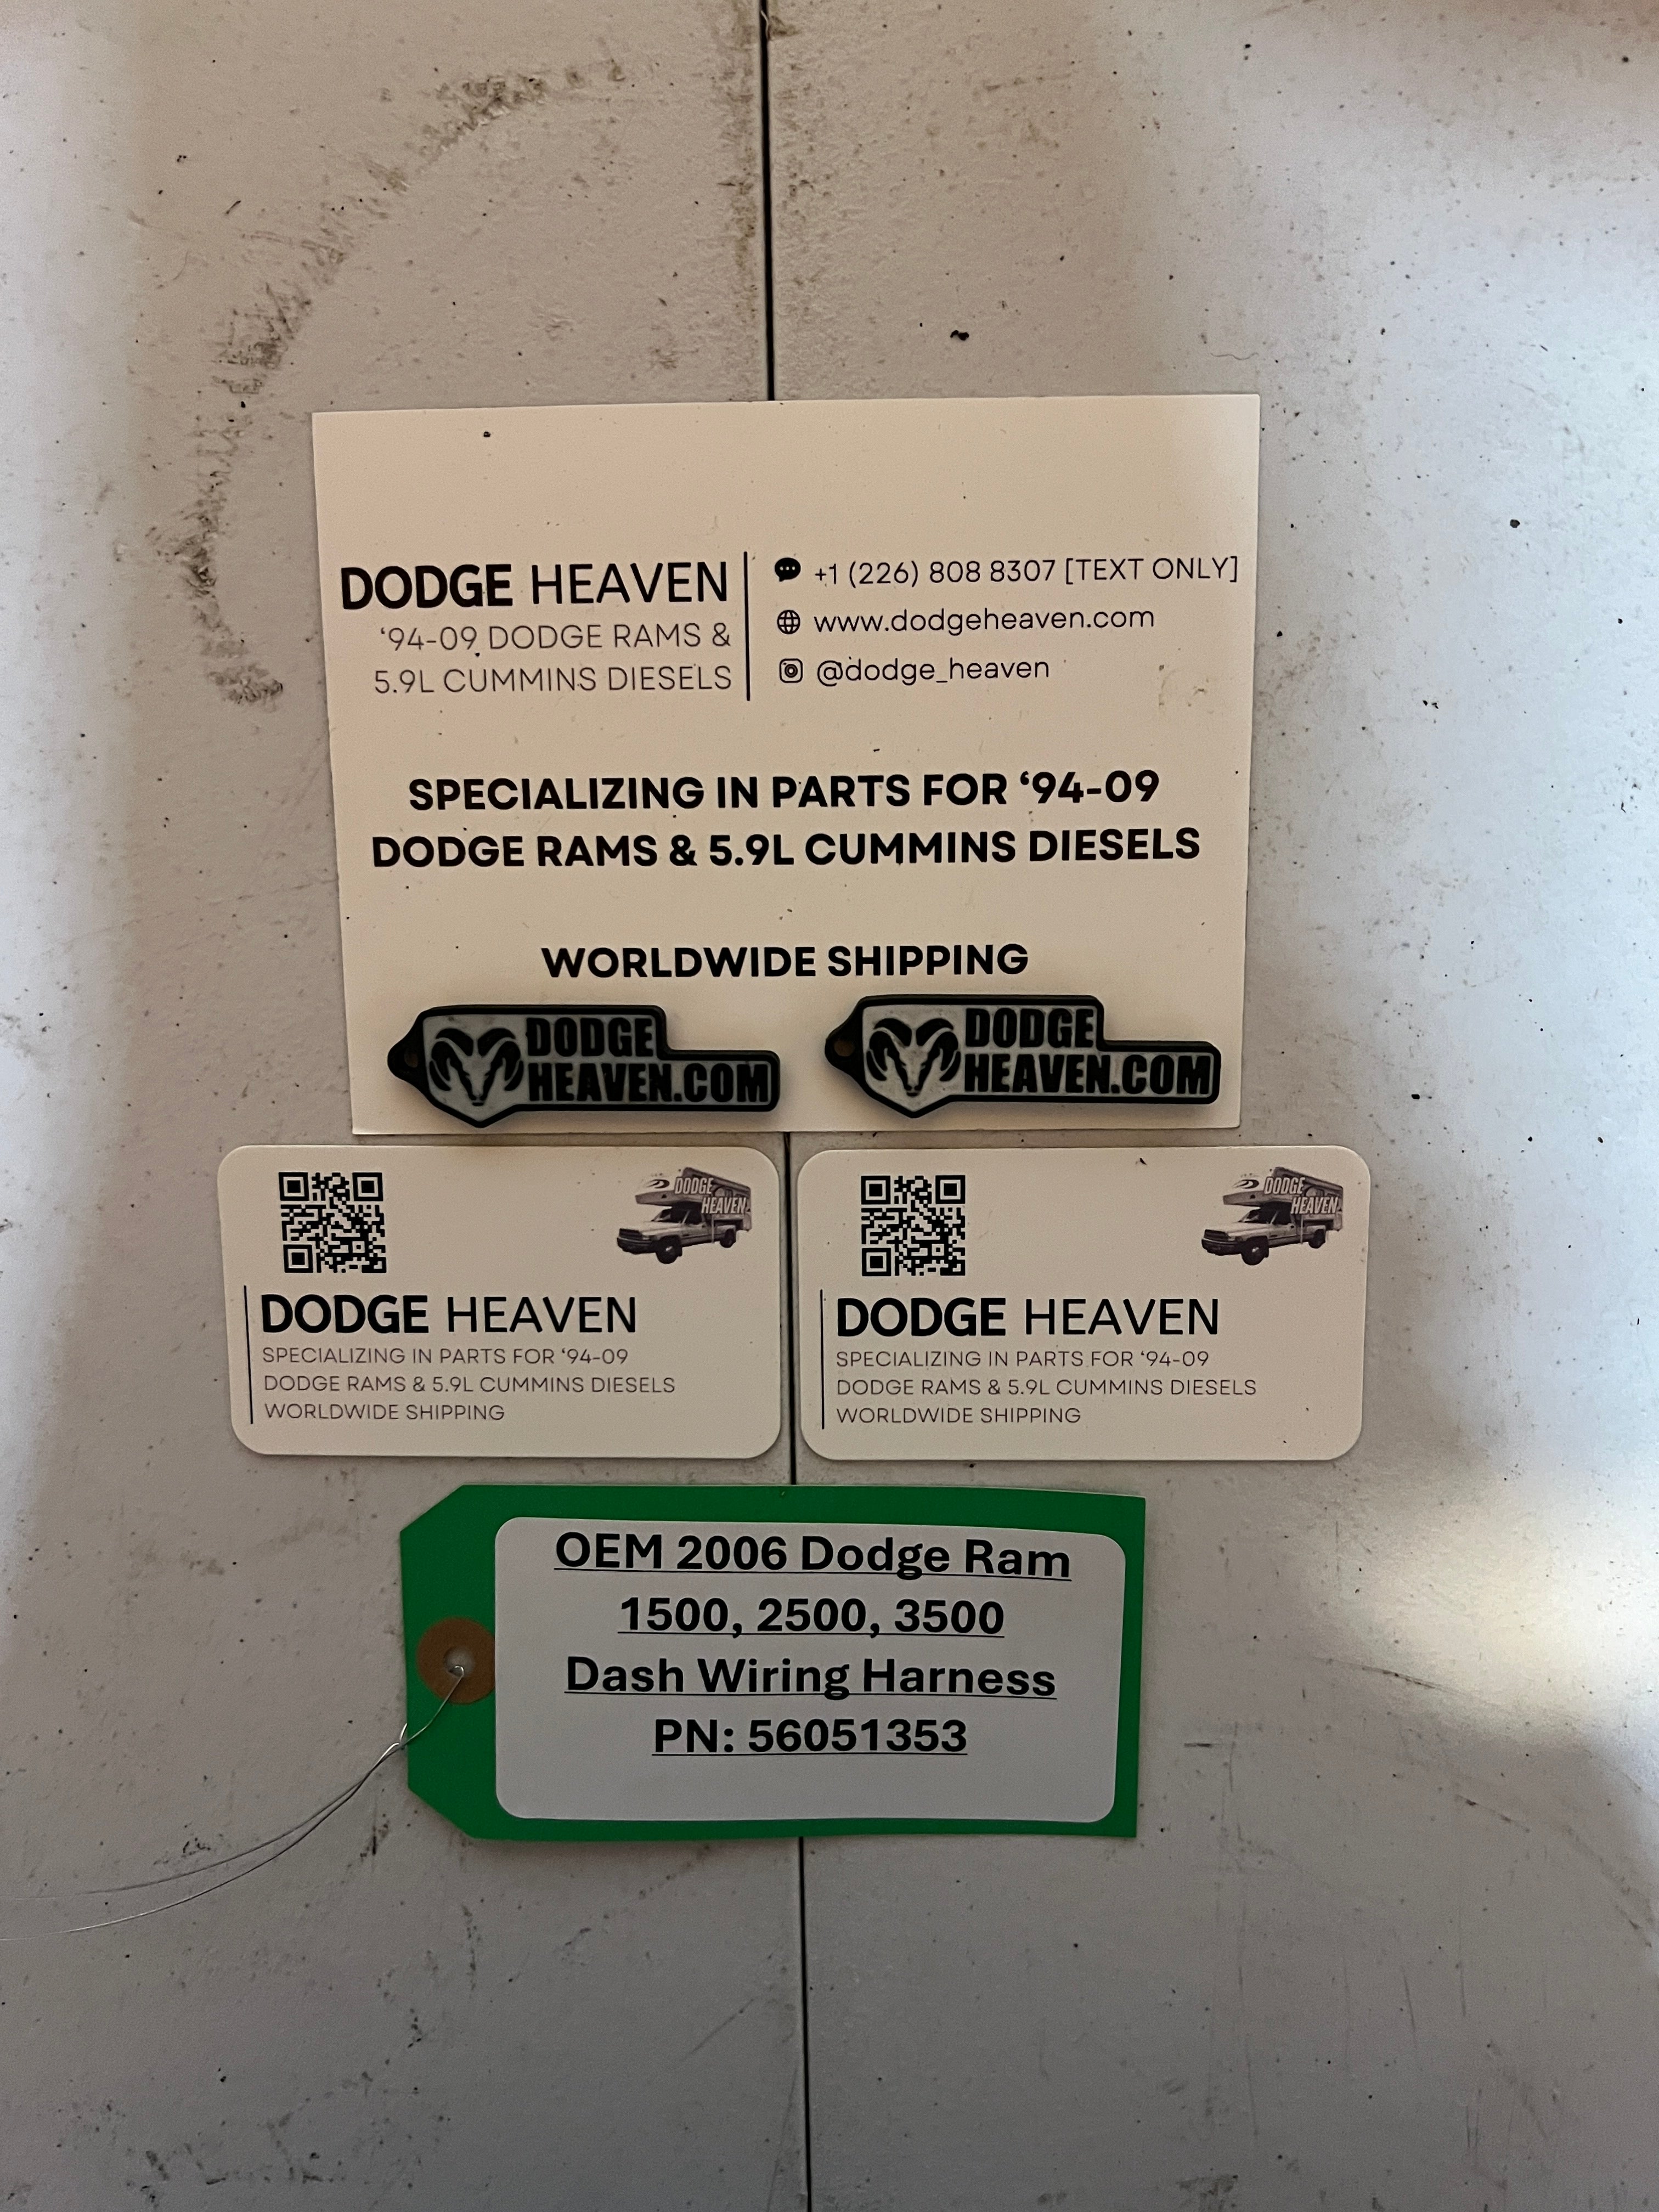 DODGE HEAVEN
‘94-09 DODGE RAMS &
5.9L CUMMINS DIESELS
+1 (226) 808 8307 [TEXT ONLY]
www.dodgeheaven.com
@dodge_heaven
SPECIALIZING IN PARTS FOR ‘94-09
DODGE RAMS & 5.9L CUMMINS DIESELS
WORLDWIDE SHIPPING
DODGE
HEAVEN.COM
DODGE
HEAVEN.COM
DODGE
HEAVEN
DODGE HEAVEN
SPECIALIZING IN PARTS FOR ‘94-09
DODGE RAMS & 5.9L CUMMINS DIESELS
WORLDWIDE SHIPPING
DODGE
HEAVEN
DODGE HEAVEN
SPECIALIZING IN PARTS FOR ‘94-09
DODGE RAMS & 5.9L CUMMINS DIESELS
WORLDWIDE SHIPPING
OEM 2006 Dodge Ram
1500, 2500, 3500
Dash Wiring Harness
PN: 56051353